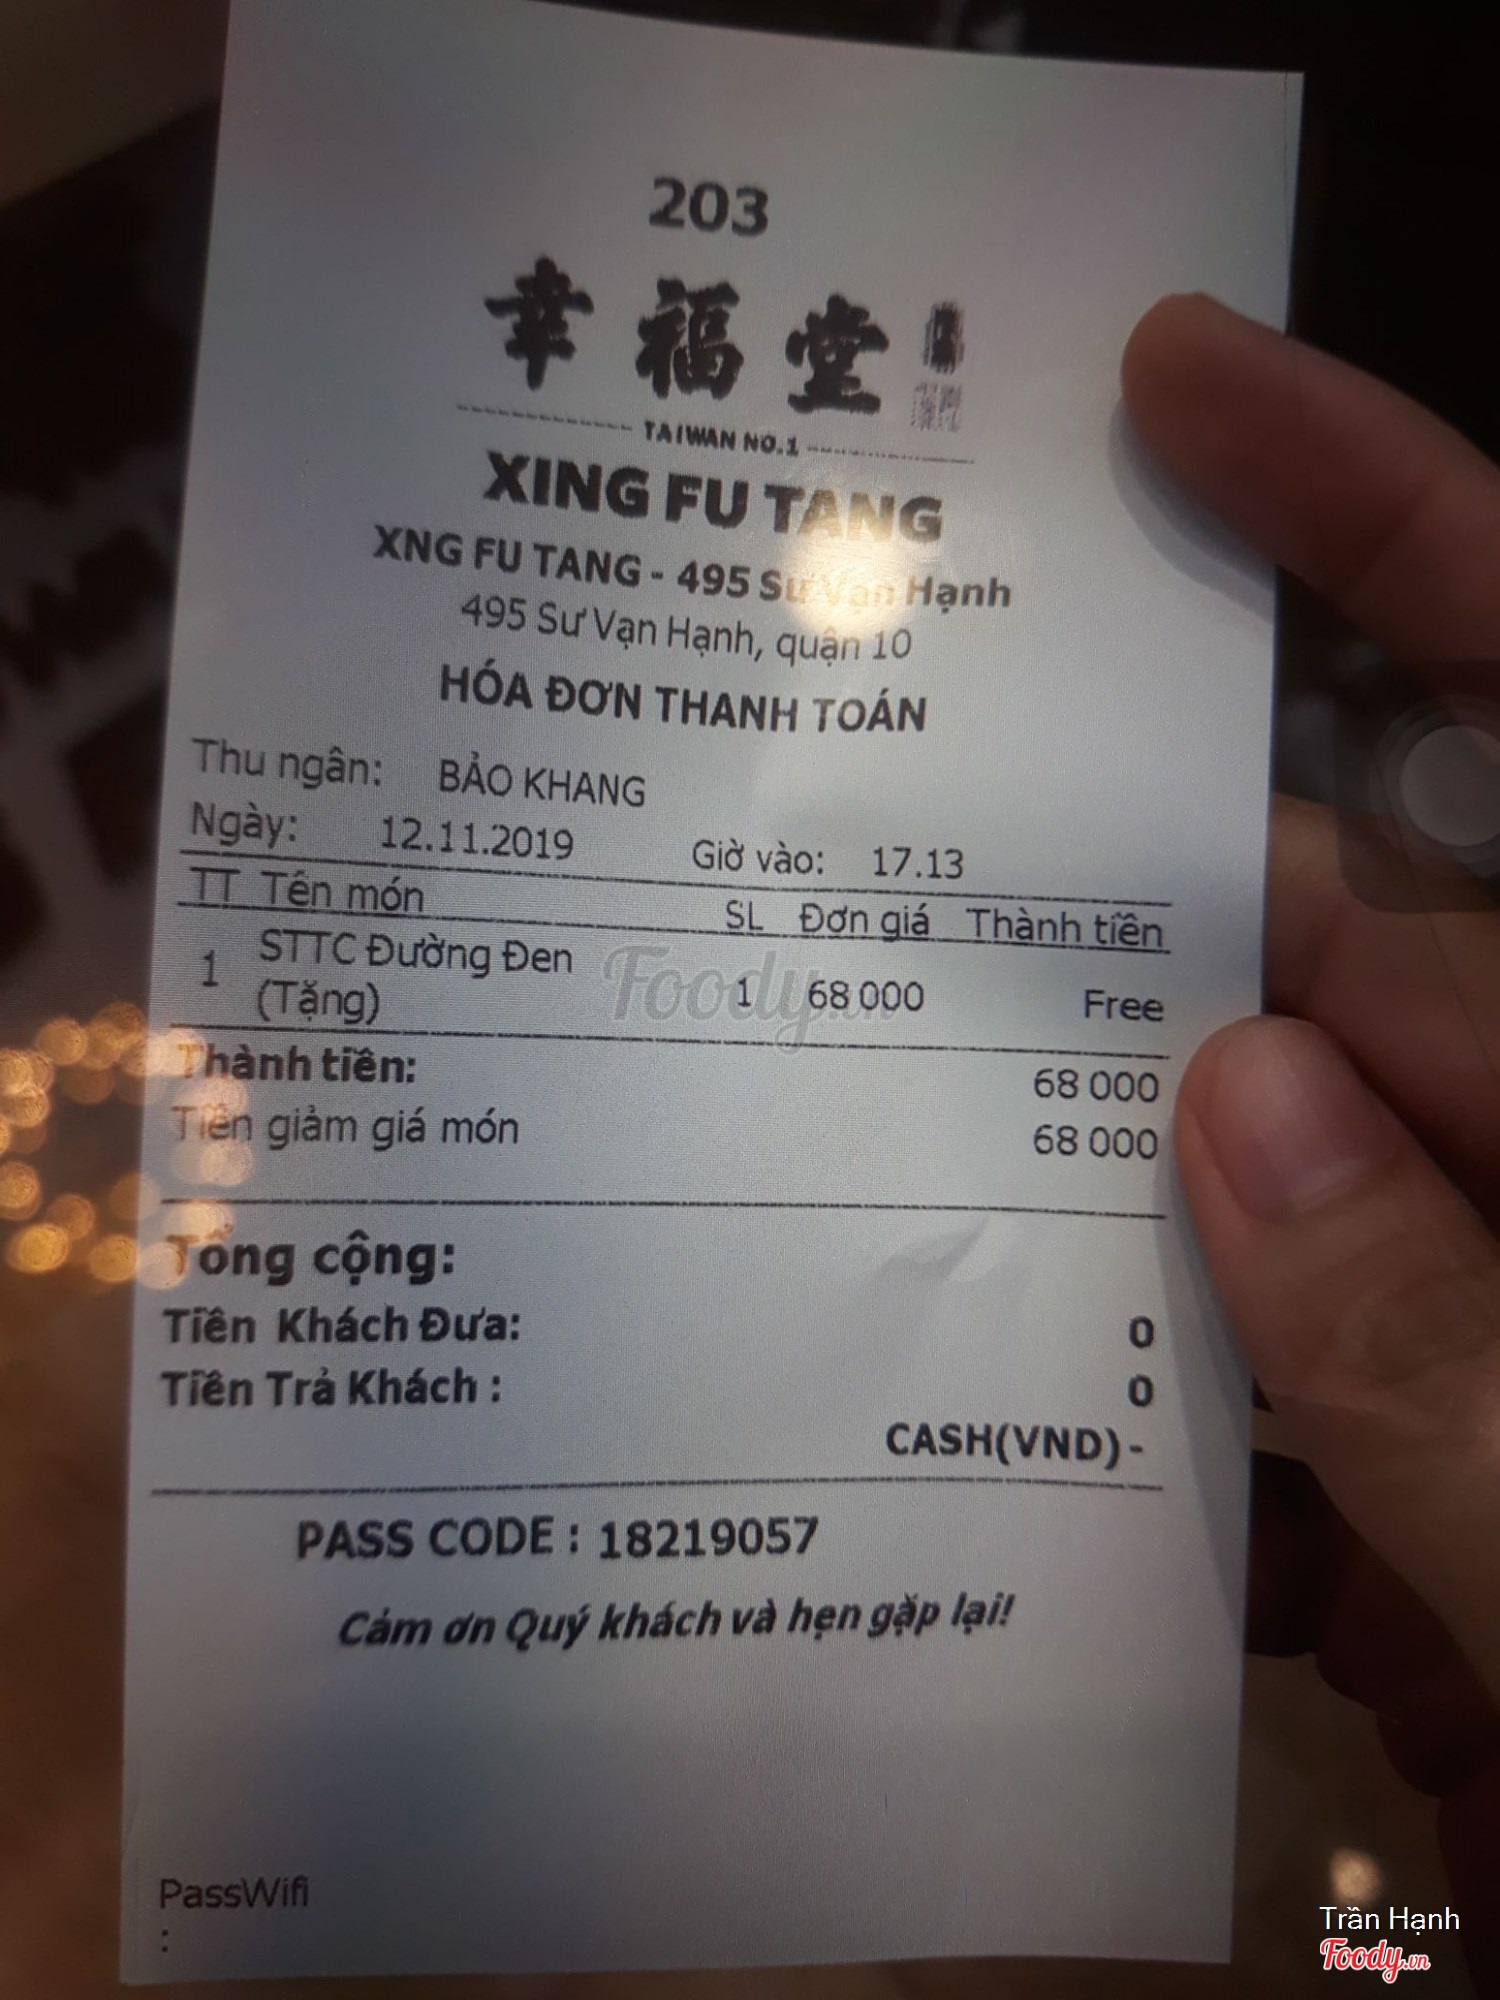 203
幸福堂
TAIWAN NO.1
XING FU TANG
XNG FU TANG - 495 Sư Vạn Hạnh
495 Sư Vạn Hạnh, quận 10
HÓA ĐƠN THANH TOÁN
Thu ngân: BẢO KHANG
Ngày: 12.11.2019 Giờ vào: 17.13
TT Tên món SL Đơn giá Thành tiền
1 STTC Đường Đen (Tặng) 1 68 000 Free
Thành tiền: 68 000
Tiền giảm giá món 68 000
Tổng cộng:
Tiền Khách Đưa: 0
Tiền Trả Khách : 0
CASH(VND) -
PASS CODE : 18219057
Cảm ơn Quý khách và hẹn gặp lại!
PassWifi
:
Foody.vn
Trần Hạnh
Foody.vn